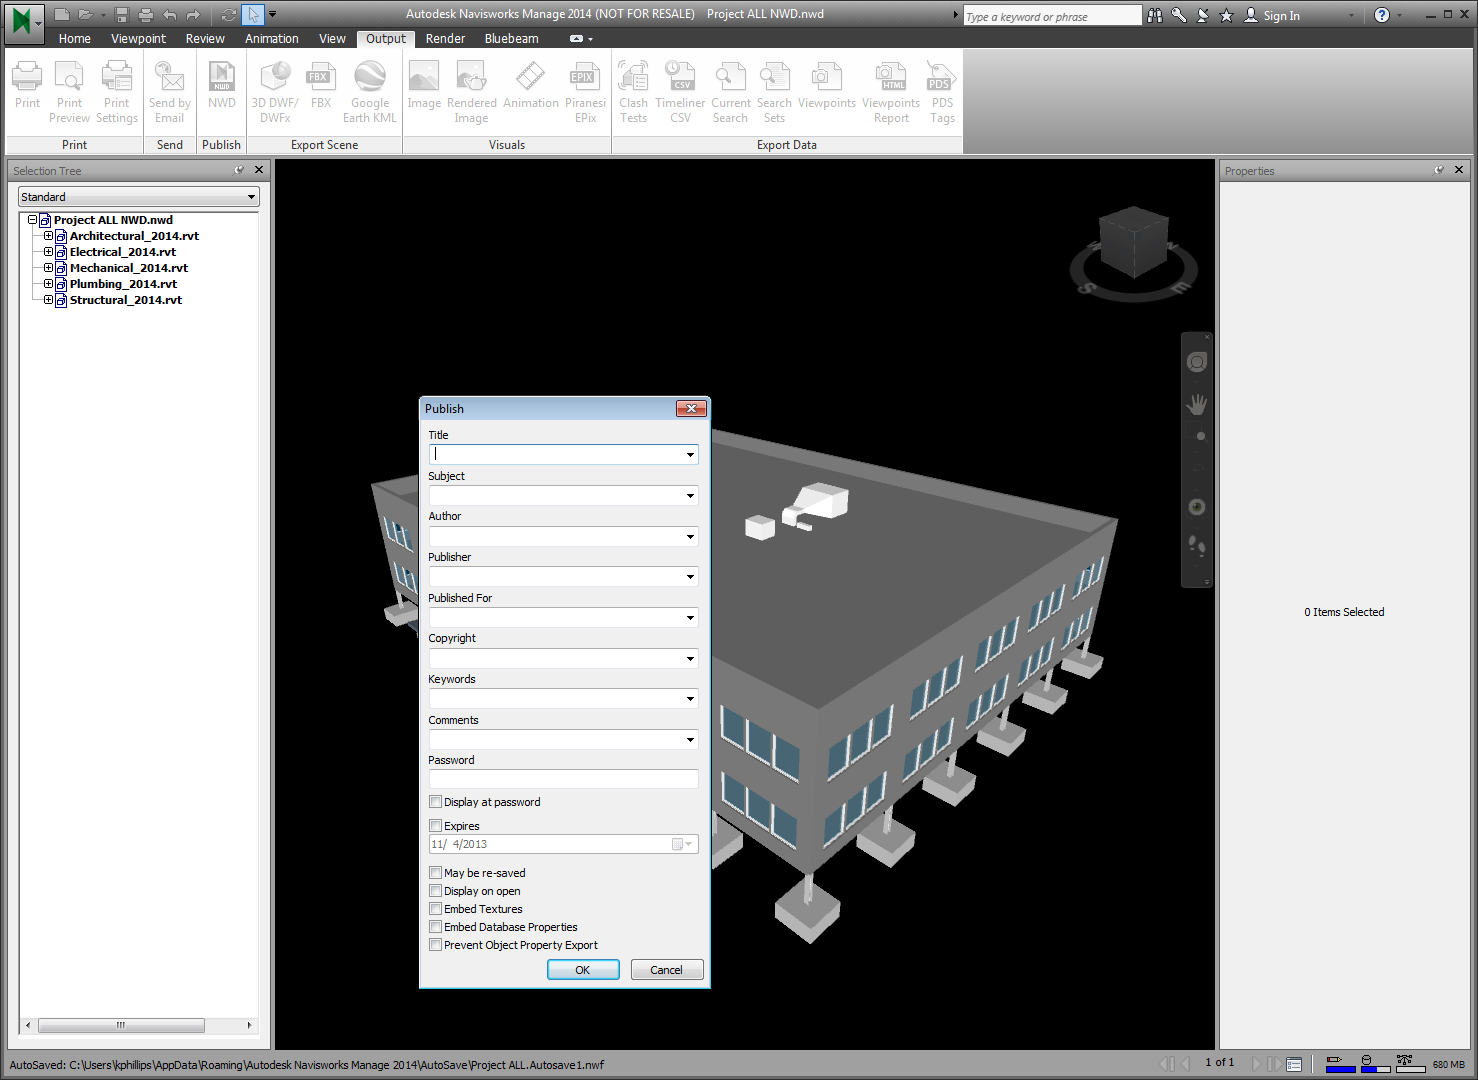 Autodesk Navisworks Manage 2014 (NOT FOR RESALE) Project ALL NWD.nwd
Type a keyword or phrase
Sign In
Home Viewpoint Review Animation View Output Render Bluebeam
Print
Print Preview
Print Settings
Send by Email
NWD
NWD
3D DWF/ DWFx
FBX
FBX
Google Earth KML
Image
Rendered Image
Animation
EPIX
Piranesi EPix
Clash Tests
CSV
Timeliner CSV
Current Search
Search Sets
Viewpoints
HTML
Viewpoints Report
PDS
PDS Tags
Print Send Publish Export Scene Visuals Export Data
Selection Tree
Standard
Project ALL NWD.nwd
Architectural_2014.rvt
Electrical_2014.rvt
Mechanical_2014.rvt
Plumbing_2014.rvt
Structural_2014.rvt
S
E
Publish
Title
Subject
Author
Publisher
Published For
Copyright
Keywords
Comments
Password
Display at password
Expires
11/ 4/2013
May be re-saved
Display on open
Embed Textures
Embed Database Properties
Prevent Object Property Export
OK Cancel
Properties
0 Items Selected
AutoSaved: C:\Users\kphillips\AppData\Roaming\Autodesk Navisworks Manage 2014\AutoSave\Project ALL.Autosave1.nwf
1 of 1
680 MB